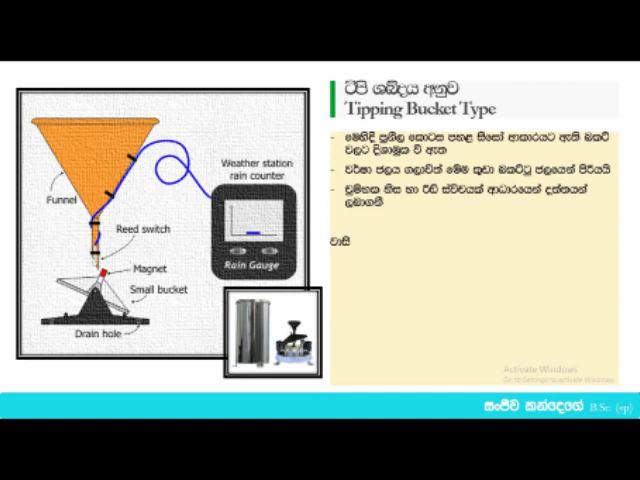 ටිපි ශබ්දය අනුව
Tipping Bucket Type
- මෙහිදි පුනීල කොටස පහළ සීසෝ ආකාරයට ඇති බකට්
වලට දිශාමුක වී ඇත
- වර්ෂා ජලය ගලාවිත් මෙම කුඩා බකට්ටු ජලයෙන් පිරියයි
- චුම්භක හිස හා රීඩ් ස්විචයක් ආධාරයෙන් දත්තයන්
ලබාගනී
වාසි
Weather station
rain counter
Funnel
Reed switch
Rain Gauge
Magnet
Small bucket
Drain hole
Activate Windows
Go to Settings to activate Windows.
සංජීව කන්දෙගේ B.Sc. (sp)